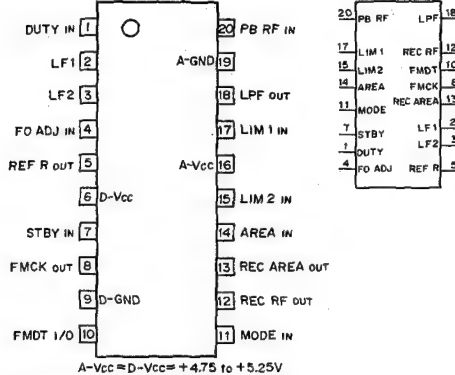 DUTY IN 1
LF1 2
LF2 3
FO ADJ IN 4
REF R OUT 5
6 D-Vcc
STBY IN 7
FMCK OUT 8
9 D-GND
FMDT I/O 10
20 PB RF IN
A-GND 19
18 LPF OUT
17 LIM 1 IN
A-Vcc 16
15 LIM 2 IN
14 AREA IN
13 REC AREA OUT
12 REC RF OUT
11 MODE IN
A-Vcc=D-Vcc=+4.75 to +5.25V
20 PB RF LPF 18
17 LIM 1 REC RF 12
15 LIM2 FMDT 10
14 AREA FMCK 8
11 MODE REC AREA 13
7 STBY LF1 2
1 DUTY LF2 3
4 FO ADJ REF R 5